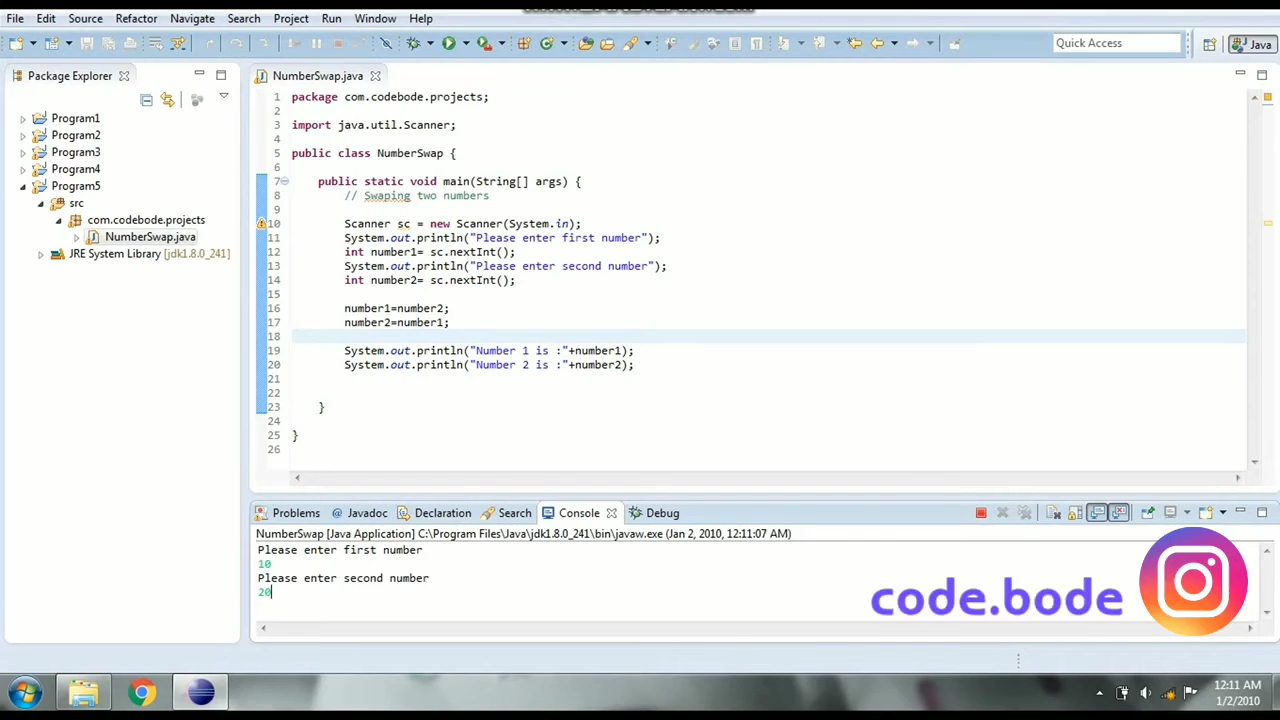 File Edit Source Refactor Navigate Search Project Run Window Help
Quick Access
Java
Package Explorer
NumberSwap.java
Program1
Program2
Program3
Program4
Program5
src
com.codebode.projects
NumberSwap.java
JRE System Library [jdk1.8.0_241]
1 package com.codebode.projects;
2
3 import java.util.Scanner;
4
5 public class NumberSwap {
6
7 public static void main(String[] args) {
8 // Swaping two numbers
9
10 Scanner sc = new Scanner(System.in);
11 System.out.println("Please enter first number");
12 int number1= sc.nextInt();
13 System.out.println("Please enter second number");
14 int number2= sc.nextInt();
15
16 number1=number2;
17 number2=number1;
18
19 System.out.println("Number 1 is :"+number1);
20 System.out.println("Number 2 is :"+number2);
21
22
23 }
24
25 }
26
Problems @ Javadoc Declaration Search Console Debug
NumberSwap [Java Application] C:\Program Files\Java\jdk1.8.0_241\bin\javaw.exe (Jan 2, 2010, 12:11:07 AM)
Please enter first number
10
Please enter second number
20
code.bode
12:11 AM
1/2/2010